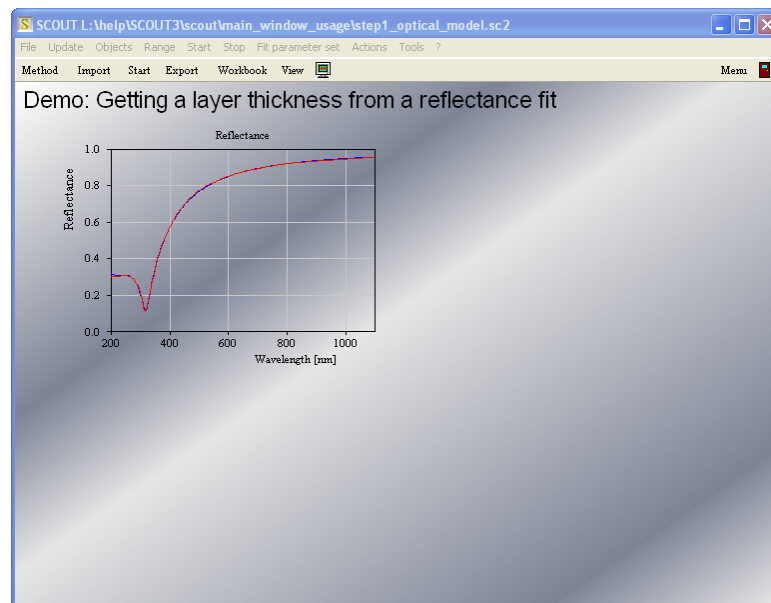 SCOUT L:\help\SCOUT3\scout\main_window_usage\step1_optical_model.sc2
File Update Objects Range Start Stop Fit parameter set Actions Tools ?
Method Import Start Export Workbook View Menu
Demo: Getting a layer thickness from a reflectance fit
Reflectance
1.0
0.8
0.6
0.4
0.2
0.0
Reflectance
200 400 600 800 1000
Wavelength [nm]